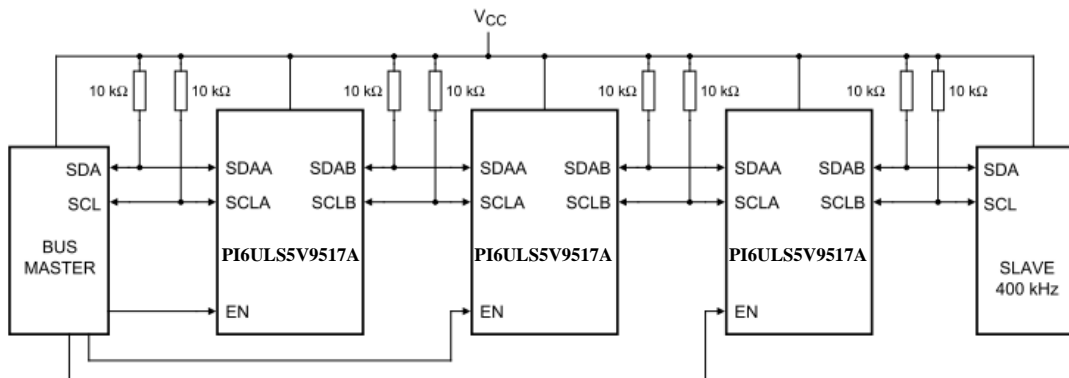 VCC
10 kΩ 10 kΩ 10 kΩ 10 kΩ 10 kΩ 10 kΩ 10 kΩ 10 kΩ
SDA SDAA SDAB SDAA SDAB SDAA SDAB SDA
SCL SCLA SCLB SCLA SCLB SCLA SCLB SCL
BUS
MASTER
PI6ULS5V9517A PI6ULS5V9517A PI6ULS5V9517A
SLAVE
400 kHz
EN EN EN